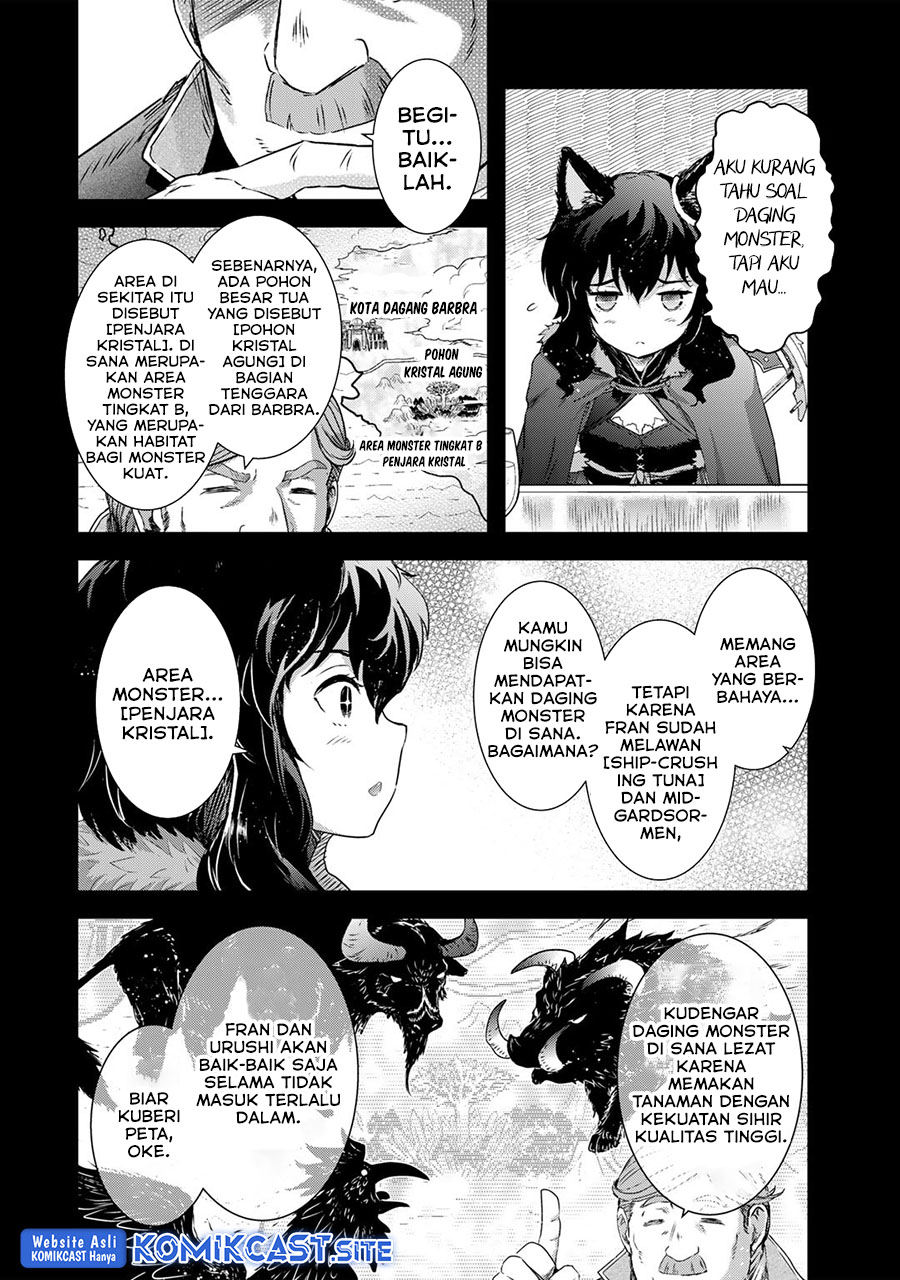 AKU KURANG
TAHU SOAL
DAGING
MONSTER,
TAPI AKU
MAU...
BEGI-
TU...
BAIK-
LAH.
KOTA DAGANG BARBRA
POHON
KRISTAL AGUNG
AREA MONSTER TINGKAT B
PENJARA KRISTAL
SEBENARNYA,
ADA POHON
BESAR TUA
YANG DISEBUT
[POHON
KRISTAL
AGUNG] DI
BAGIAN
TENGGARA
DARI BARBRA.
AREA DI
SEKITAR ITU
DISEBUT
[PENJARA
KRISTAL]. DI
SANA MERUPA-
KAN AREA
MONSTER
TINGKAT B,
YANG MERUPA-
KAN HABITAT
BAGI MONSTER
KUAT.
MEMANG
AREA
YANG BER-
BAHAYA...
TETAPI
KARENA
FRAN SUDAH
MELAWAN
[SHIP-CRUSH
ING TUNA]
DAN MID-
GARDSOR-
MEN,
KAMU
MUNGKIN
BISA
MENDAPAT-
KAN DAGING
MONSTER
DI SANA.
BAGAIMANA?
AREA
MONSTER...
[PENJARA
KRISTAL].
KUDENGAR
DAGING MONSTER
DI SANA LEZAT
KARENA
MEMAKAN
TANAMAN DENGAN
KEKUATAN SIHIR
KUALITAS TINGGI.
FRAN DAN
URUSHI AKAN
BAIK-BAIK SAJA
SELAMA TIDAK
MASUK TERLALU
DALAM.
BIAR
KUBERI
PETA,
OKE.
Website Asli
KOMIKCAST Hanya
KOMIKCAST.SITE